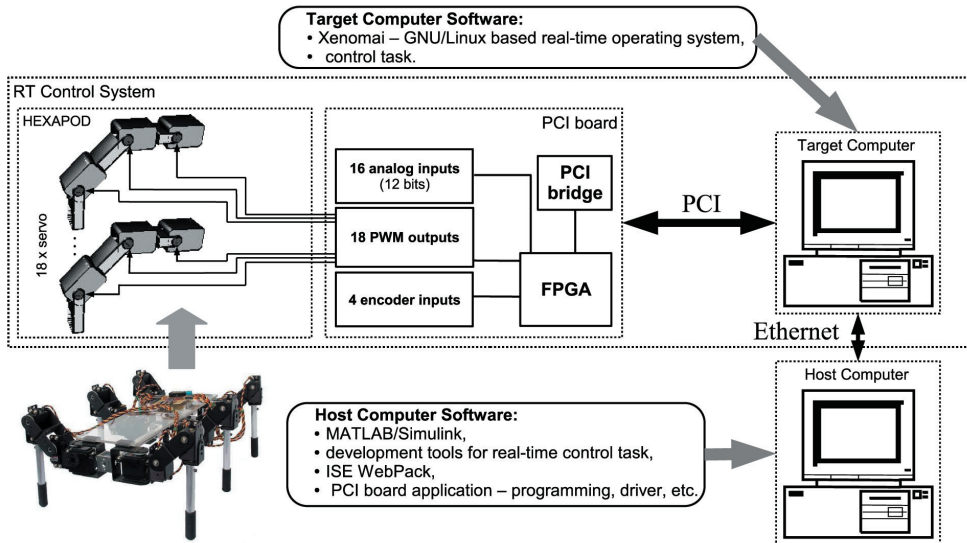 Target Computer Software:
• Xenomai – GNU/Linux based real-time operating system,
• control task.
RT Control System
HEXAPOD
18 x servo
PCI board
16 analog inputs
(12 bits)
18 PWM outputs
4 encoder inputs
PCI
bridge
FPGA
PCI
Target Computer
Ethernet
Host Computer
Host Computer Software:
• MATLAB/Simulink,
• development tools for real-time control task,
• ISE WebPack,
• PCI board application – programming, driver, etc.